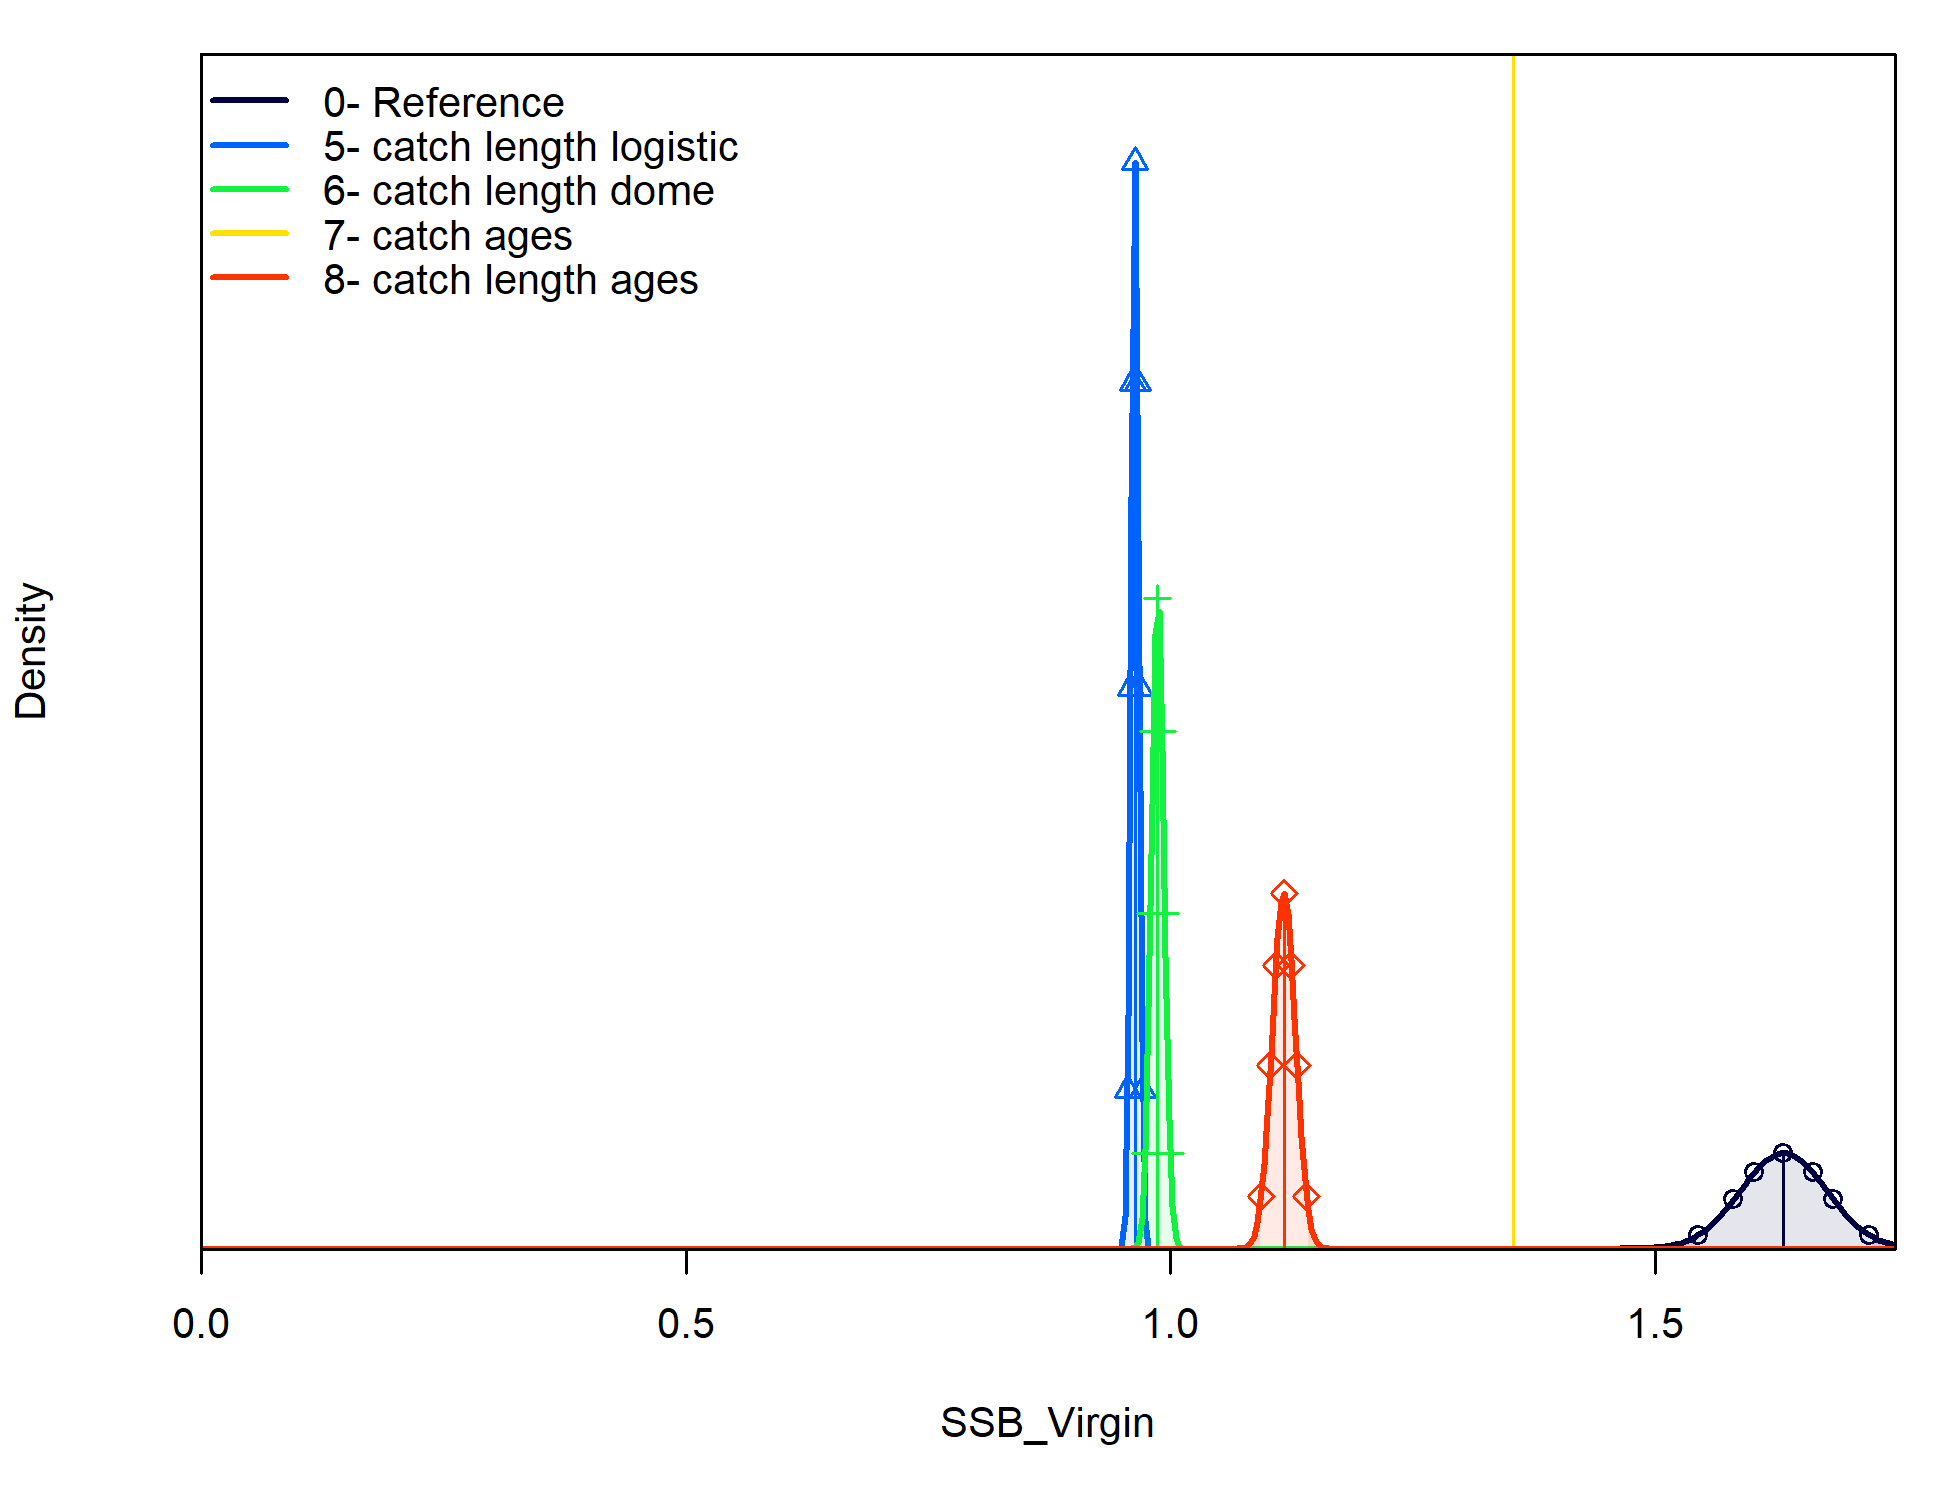 0- Reference
5- catch length logistic
6- catch length dome
7- catch ages
8- catch length ages
Density
0.0 0.5 1.0 1.5
SSB_Virgin